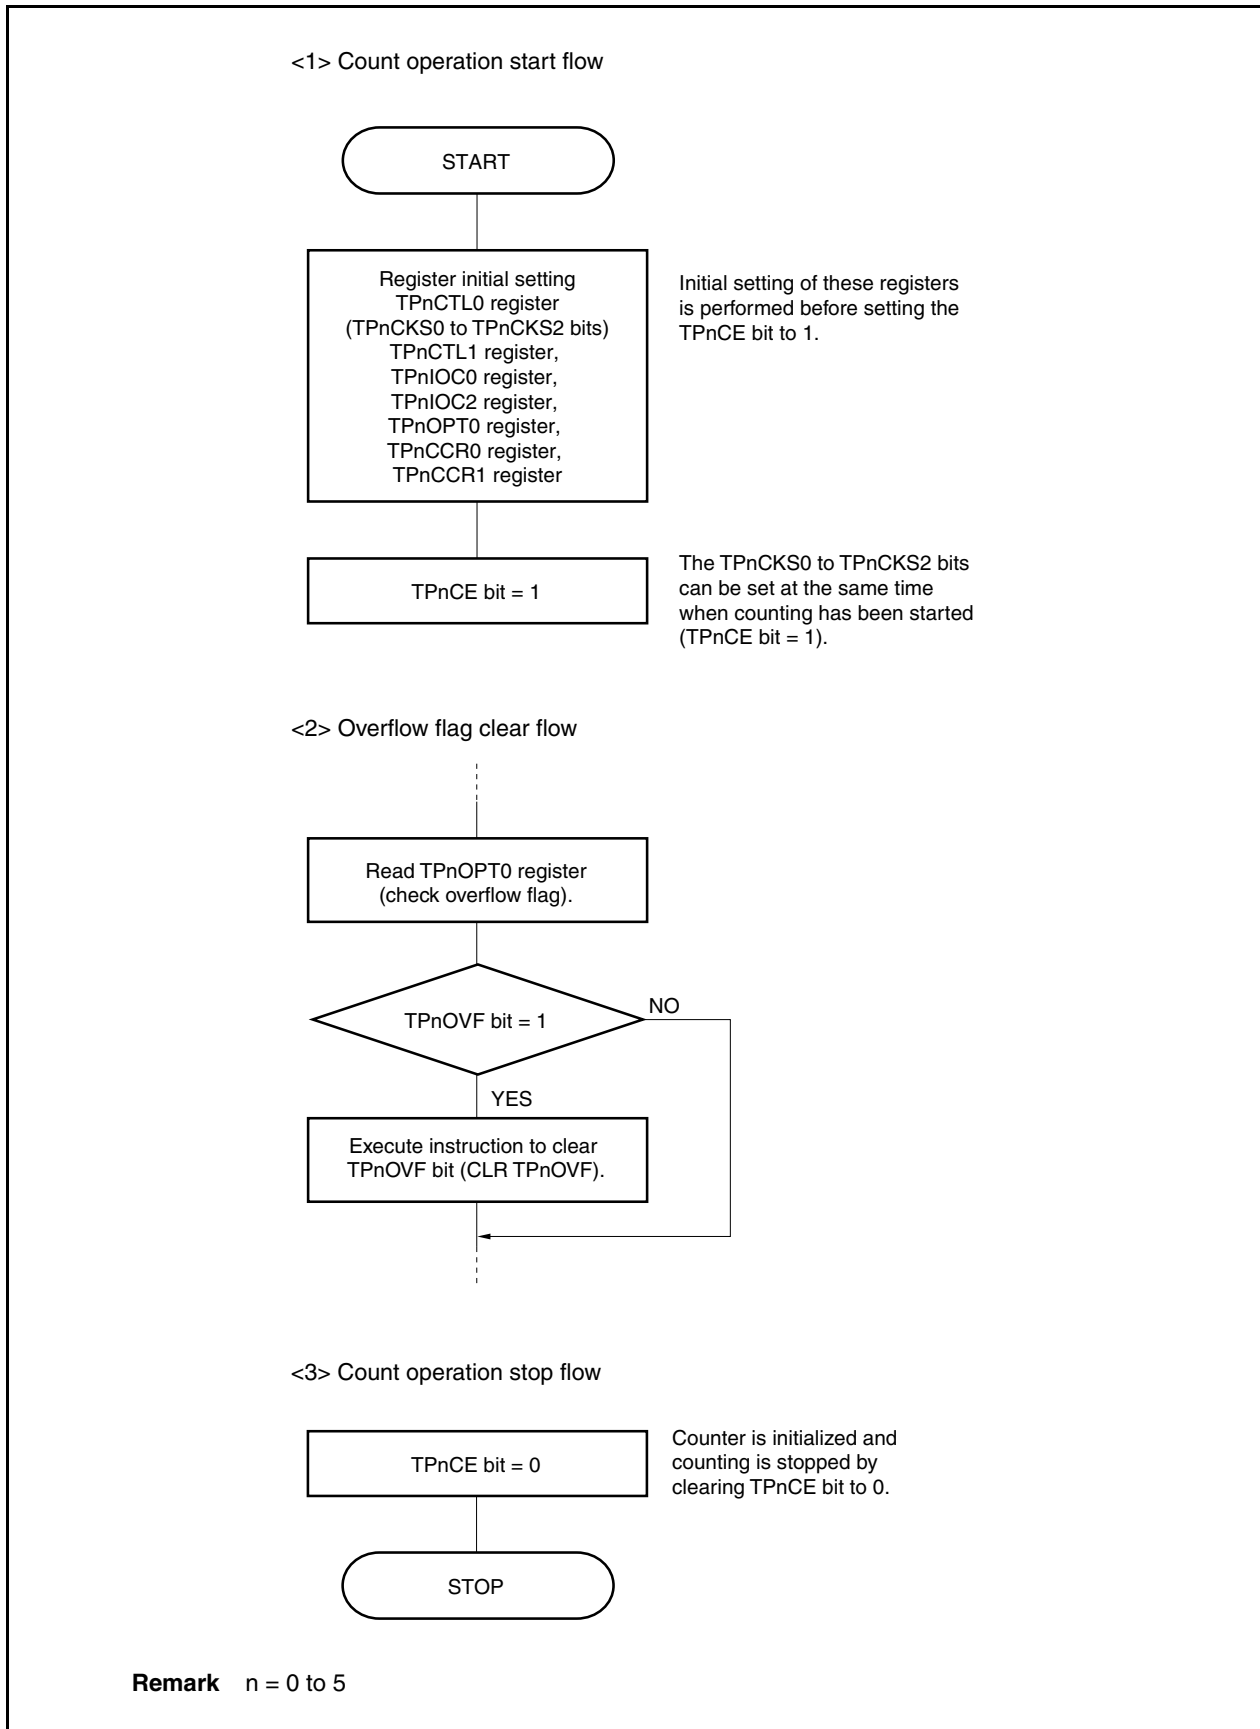 <1> Count operation start flow
START
Register initial setting
TPnCTL0 register
(TPnCKS0 to TPnCKS2 bits)
TPnCTL1 register,
TPnIOC0 register,
TPnIOC2 register,
TPnOPT0 register,
TPnCCR0 register,
TPnCCR1 register
Initial setting of these registers
is performed before setting the
TPnCE bit to 1.
TPnCE bit = 1
The TPnCKS0 to TPnCKS2 bits
can be set at the same time
when counting has been started
(TPnCE bit = 1).
<2> Overflow flag clear flow
Read TPnOPT0 register
(check overflow flag).
TPnOVF bit = 1
NO
YES
Execute instruction to clear
TPnOVF bit (CLR TPnOVF).
<3> Count operation stop flow
TPnCE bit = 0
Counter is initialized and
counting is stopped by
clearing TPnCE bit to 0.
STOP
Remark n = 0 to 5